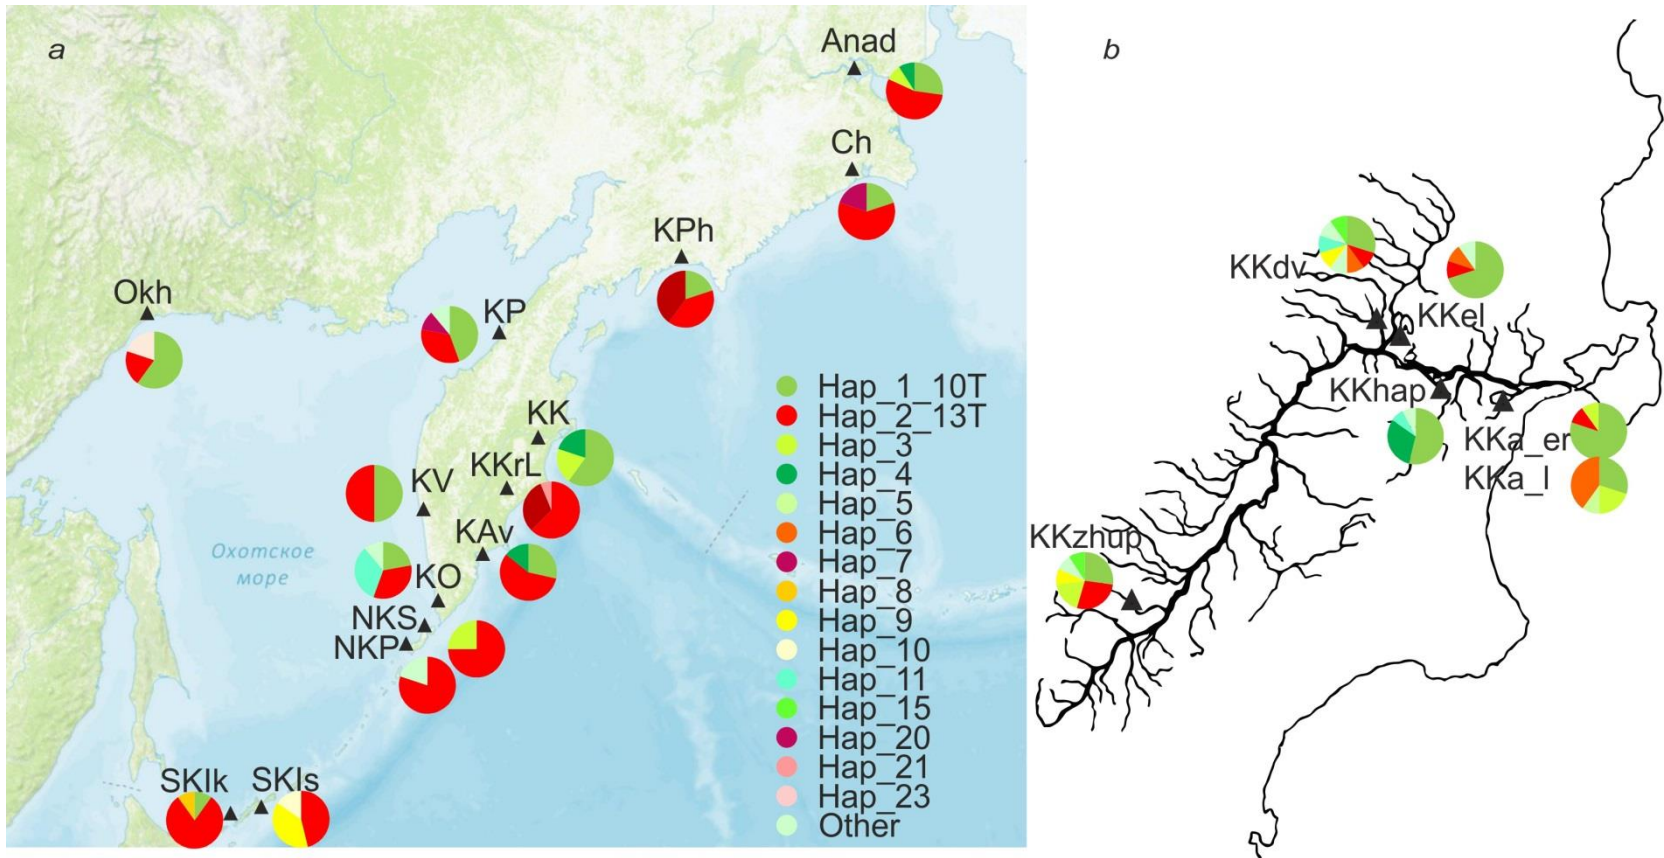 a
Anad
Ch
KPh
Okh
KP
KK
KKrL
KV
KAv
Охотское
море
KO
NKS
NKP
SKIk
SKIs
Hap_1_10T
Hap_2_13T
Hap_3
Hap_4
Hap_5
Hap_6
Hap_7
Hap_8
Hap_9
Hap_10
Hap_11
Hap_15
Hap_20
Hap_21
Hap_23
Other
b
KKdv
KKel
KKhap
KKa_er
KKa_l
KKzhup